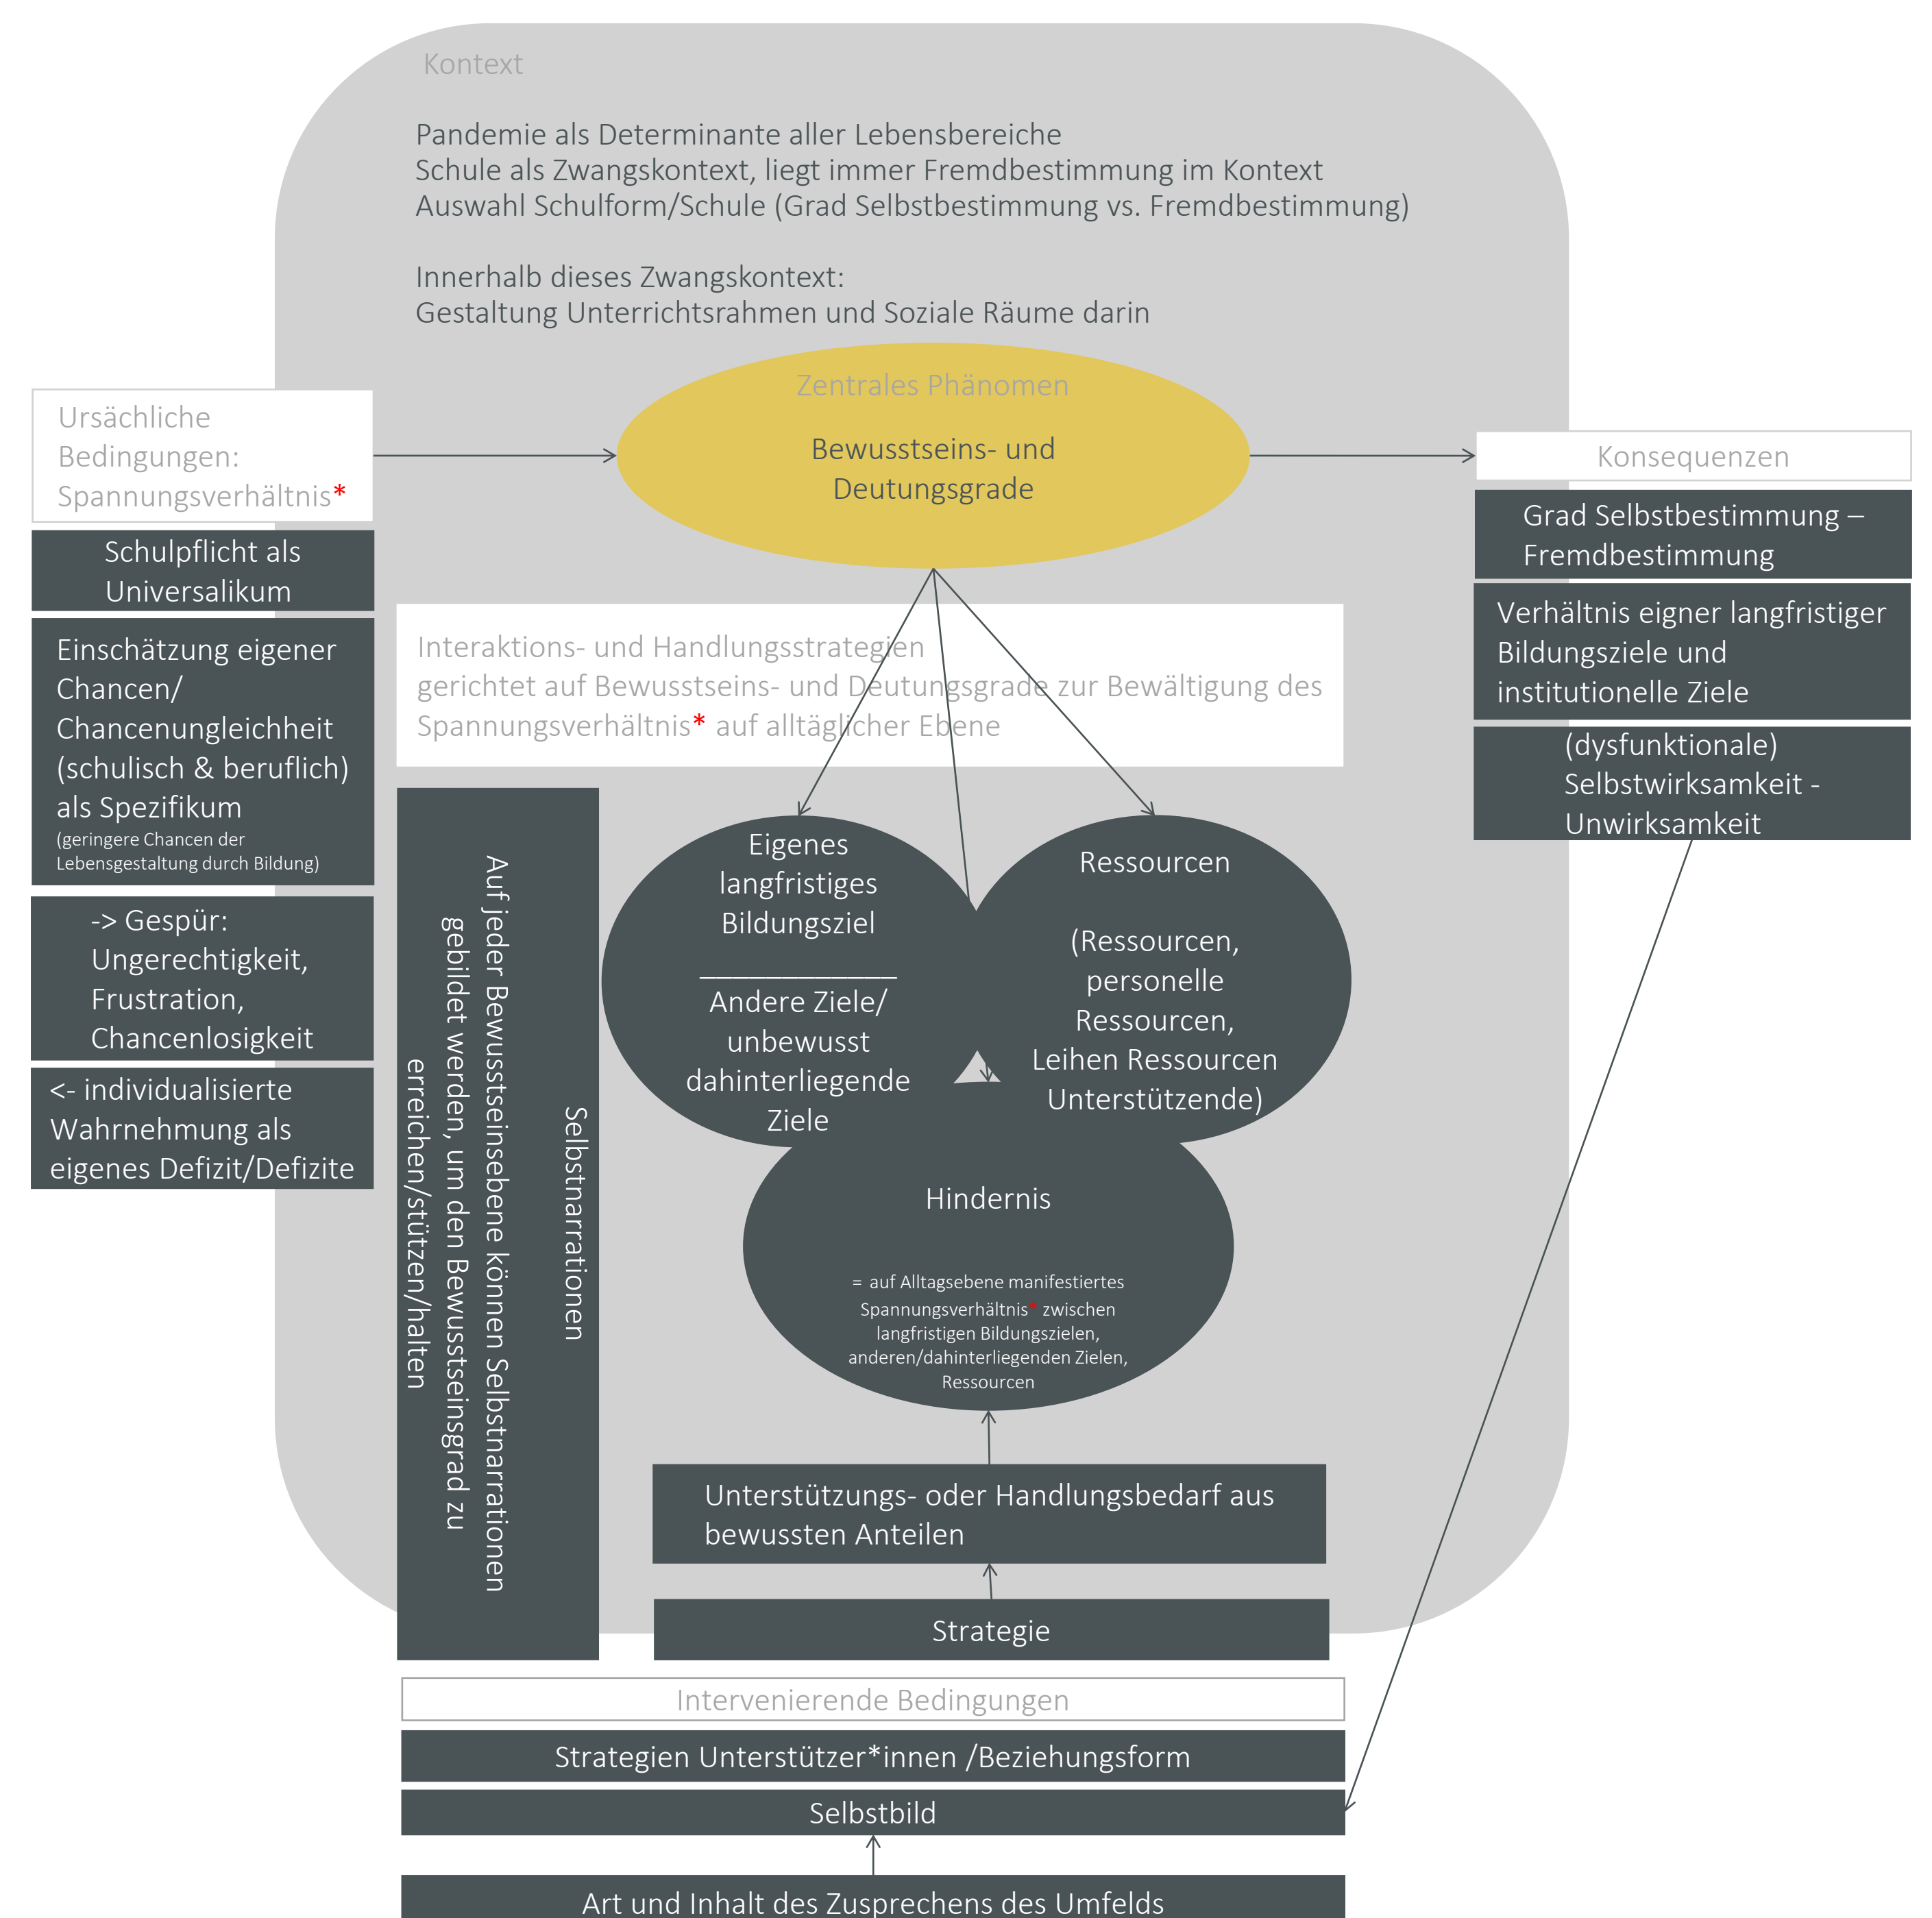 Kontext
Pandemie als Determinante aller Lebensbereiche
Schule als Zwangskontext, liegt immer Fremdbestimmung im Kontext
Auswahl Schulform/Schule (Grad Selbstbestimmung vs. Fremdbestimmung)
Innerhalb dieses Zwangskontext:
Gestaltung Unterrichtsrahmen und Soziale Räume darin
Ursächliche
Bedingungen:
Spannungsverhältnis*
Schulpflicht als
Universalikum
Einschätzung eigener
Chancen/
Chancenungleichheit
(schulisch & beruflich)
als Spezifikum
(geringere Chancen der
Lebensgestaltung durch Bildung)
-> Gespür:
Ungerechtigkeit,
Frustration,
Chancenlosigkeit
<- individualisierte
Wahrnehmung als
eigenes Defizit/Defizite
Zentrales Phänomen
Bewusstseins- und
Deutungsgrade
Konsequenzen
Grad Selbstbestimmung –
Fremdbestimmung
Verhältnis eigner langfristiger
Bildungsziele und
institutionelle Ziele
(dysfunktionale)
Selbstwirksamkeit -
Unwirksamkeit
Interaktions- und Handlungsstrategien
gerichtet auf Bewusstseins- und Deutungsgrade zur Bewältigung des
Spannungsverhältnis* auf alltäglicher Ebene
Selbstnarrationen
Auf jeder Bewusstseinsebene können Selbstnarrationen
gebildet werden, um den Bewusstseinsgrad zu
erreichen/stützen/halten
Eigenes
langfristiges
Bildungsziel
____________
Andere Ziele/
unbewusst
dahinterliegende
Ziele
Ressourcen
(Ressourcen,
personelle
Ressourcen,
Leihen Ressourcen
Unterstützende)
Hindernis
= auf Alltagsebene manifestiertes
Spannungsverhältnis* zwischen
langfristigen Bildungszielen,
anderen/dahinterliegenden Zielen,
Ressourcen
Unterstützungs- oder Handlungsbedarf aus
bewussten Anteilen
Strategie
Intervenierende Bedingungen
Strategien Unterstützer*innen /Beziehungsform
Selbstbild
Art und Inhalt des Zusprechens des Umfelds